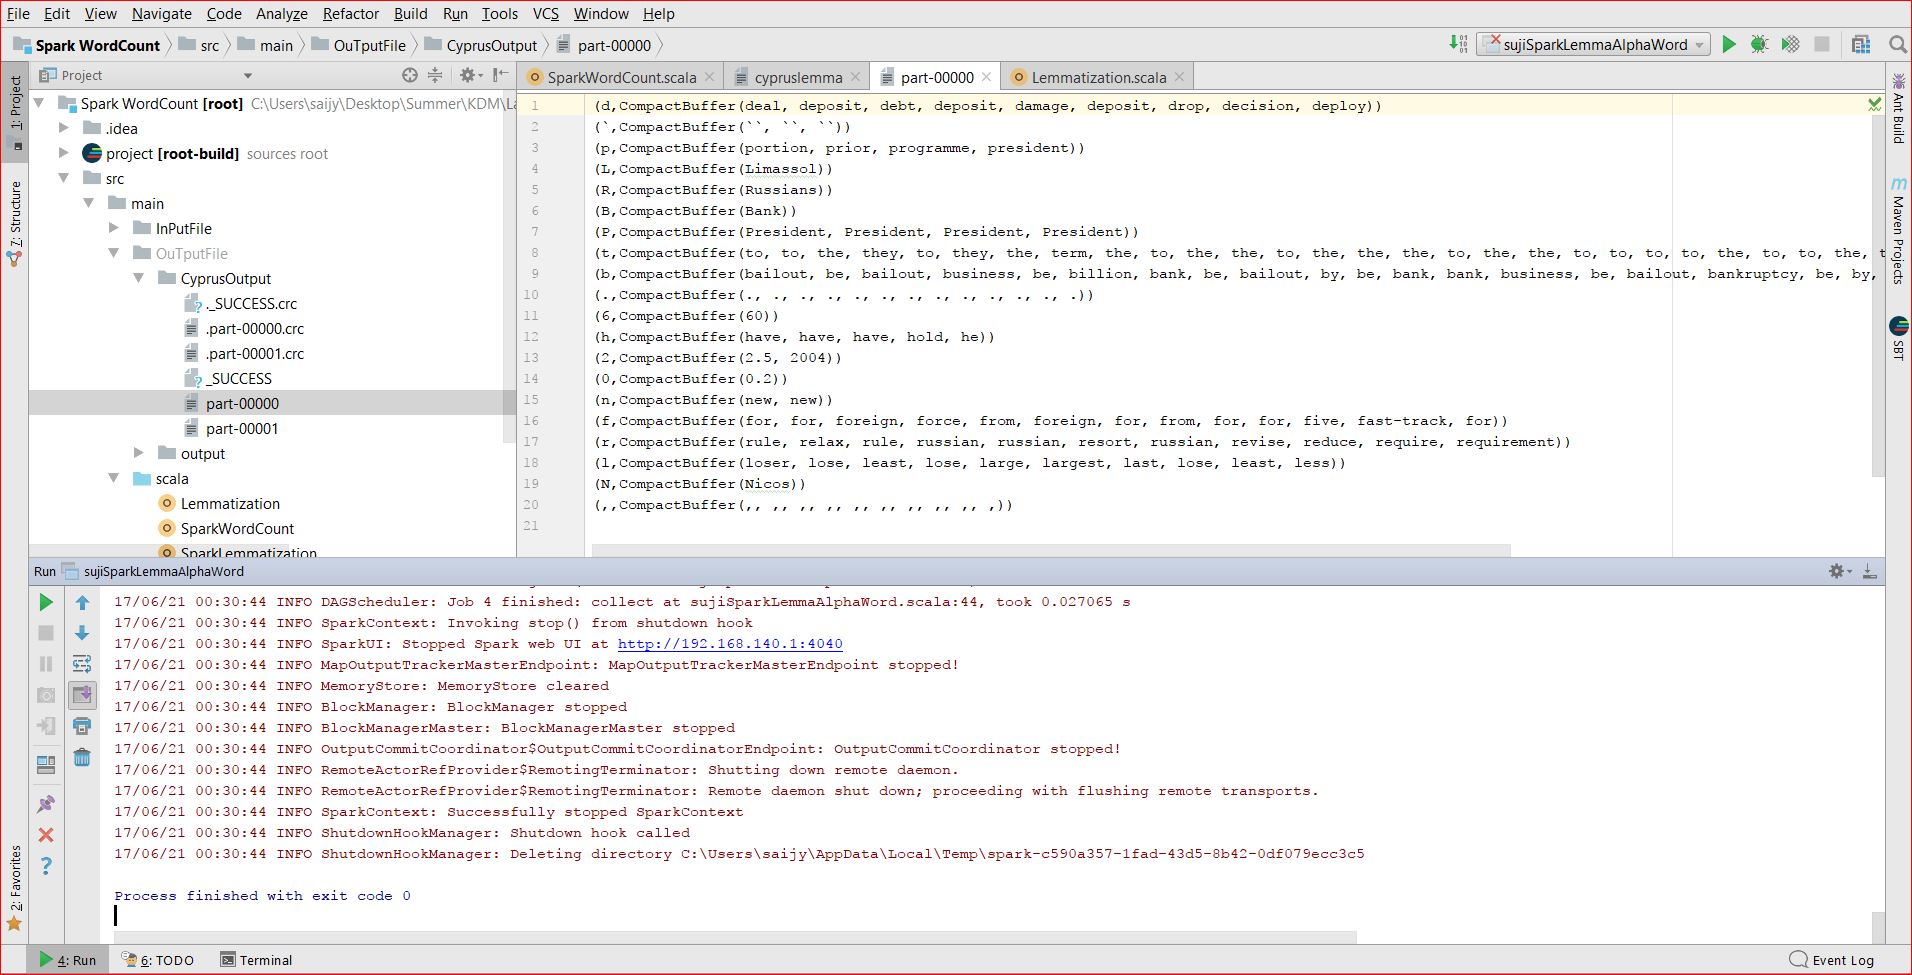 File Edit View Navigate Code Analyze Refactor Build Run Tools VCS Window Help
Spark WordCount src main OuTputFile CyprusOutput part-00000
sujiSparkLemmaAlphaWord
Project
SparkWordCount.scala cypruslemma part-00000 Lemmatization.scala
1: Project
7: Structure
2: Favorites
Spark WordCount [root] C:\Users\saijy\Desktop\Summer\KDM\La
.idea
project [root-build] sources root
src
main
InPutFile
OuTputFile
CyprusOutput
._SUCCESS.crc
.part-00000.crc
.part-00001.crc
_SUCCESS
part-00000
part-00001
output
scala
Lemmatization
SparkWordCount
SparkLemmatization
1 (d,CompactBuffer(deal, deposit, debt, deposit, damage, deposit, drop, decision, deploy))
2 (`,CompactBuffer(``, ``, ``))
3 (p,CompactBuffer(portion, prior, programme, president))
4 (L,CompactBuffer(Limassol))
5 (R,CompactBuffer(Russians))
6 (B,CompactBuffer(Bank))
7 (P,CompactBuffer(President, President, President, President))
8 (t,CompactBuffer(to, to, the, they, to, they, the, term, the, to, the, the, to, the, the, the, to, the, the, to, to, to, to, the, to, to, the, t
9 (b,CompactBuffer(bailout, be, bailout, business, be, billion, bank, be, bailout, by, be, bank, bank, business, be, bailout, bankruptcy, be, by,
10 (.,CompactBuffer(., ., ., ., ., ., ., ., ., ., ., ., .))
11 (6,CompactBuffer(60))
12 (h,CompactBuffer(have, have, have, hold, he))
13 (2,CompactBuffer(2.5, 2004))
14 (0,CompactBuffer(0.2))
15 (n,CompactBuffer(new, new))
16 (f,CompactBuffer(for, for, foreign, force, from, foreign, for, from, for, for, five, fast-track, for))
17 (r,CompactBuffer(rule, relax, rule, russian, russian, resort, russian, revise, reduce, require, requirement))
18 (l,CompactBuffer(loser, lose, least, lose, large, largest, last, lose, least, less))
19 (N,CompactBuffer(Nicos))
20 (,,CompactBuffer(,, ,, ,, ,, ,, ,, ,, ,, ,, ,))
21
Ant Build
Maven Projects
SBT
Run sujiSparkLemmaAlphaWord
17/06/21 00:30:44 INFO DAGScheduler: Job 4 finished: collect at sujiSparkLemmaAlphaWord.scala:44, took 0.027065 s
17/06/21 00:30:44 INFO SparkContext: Invoking stop() from shutdown hook
17/06/21 00:30:44 INFO SparkUI: Stopped Spark web UI at http://192.168.140.1:4040
17/06/21 00:30:44 INFO MapOutputTrackerMasterEndpoint: MapOutputTrackerMasterEndpoint stopped!
17/06/21 00:30:44 INFO MemoryStore: MemoryStore cleared
17/06/21 00:30:44 INFO BlockManager: BlockManager stopped
17/06/21 00:30:44 INFO BlockManagerMaster: BlockManagerMaster stopped
17/06/21 00:30:44 INFO OutputCommitCoordinator$OutputCommitCoordinatorEndpoint: OutputCommitCoordinator stopped!
17/06/21 00:30:44 INFO RemoteActorRefProvider$RemotingTerminator: Shutting down remote daemon.
17/06/21 00:30:44 INFO RemoteActorRefProvider$RemotingTerminator: Remote daemon shut down; proceeding with flushing remote transports.
17/06/21 00:30:44 INFO SparkContext: Successfully stopped SparkContext
17/06/21 00:30:44 INFO ShutdownHookManager: Shutdown hook called
17/06/21 00:30:44 INFO ShutdownHookManager: Deleting directory C:\Users\saijy\AppData\Local\Temp\spark-c590a357-1fad-43d5-8b42-0df079ecc3c5
Process finished with exit code 0
4: Run 6: TODO Terminal Event Log